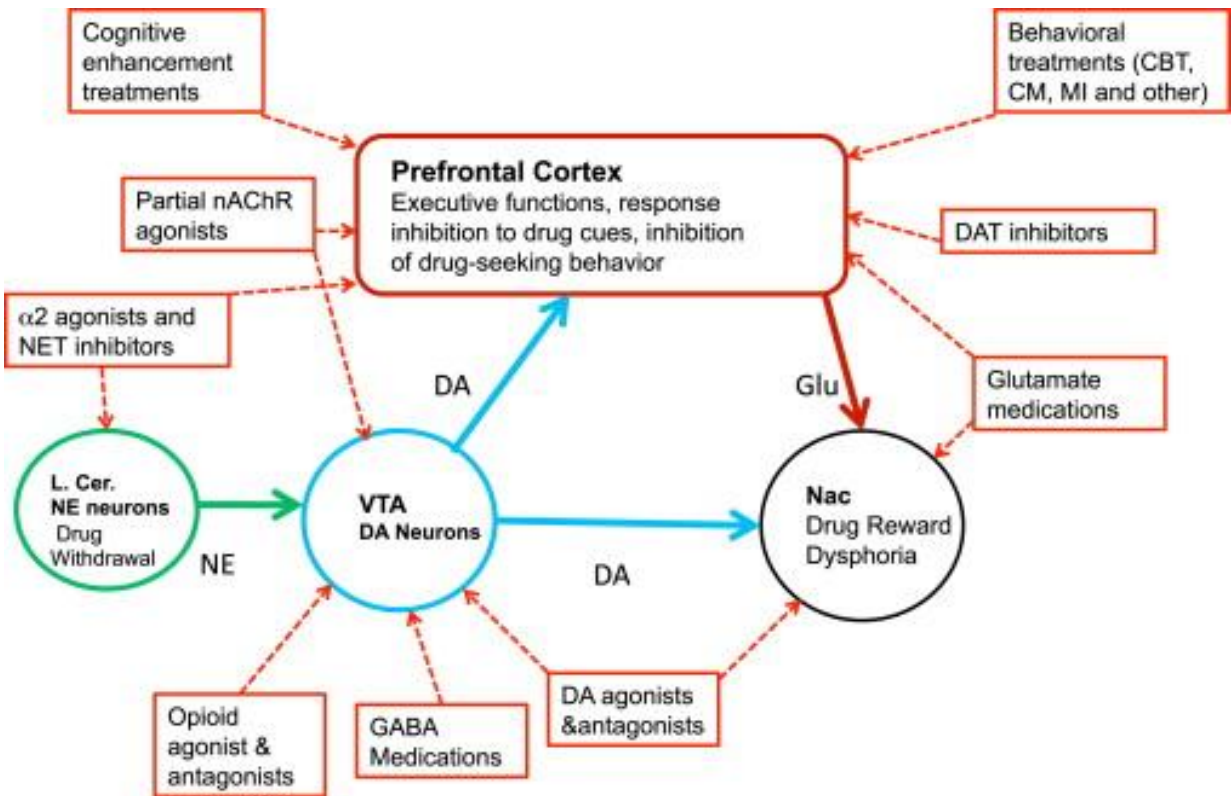 Cognitive
enhancement
treatments
Behavioral
treatments (CBT,
CM, MI and other)
Prefrontal Cortex
Executive functions, response
inhibition to drug cues, inhibition
of drug-seeking behavior
Partial nAChR
agonists
DAT inhibitors
α2 agonists and
NET inhibitors
DA
Glu
Glutamate
medications
L. Cer.
NE neurons
Drug
Withdrawal
NE
VTA
DA Neurons
DA
Nac
Drug Reward
Dysphoria
Opioid
agonist &
antagonists
GABA
Medications
DA agonists
&antagonists